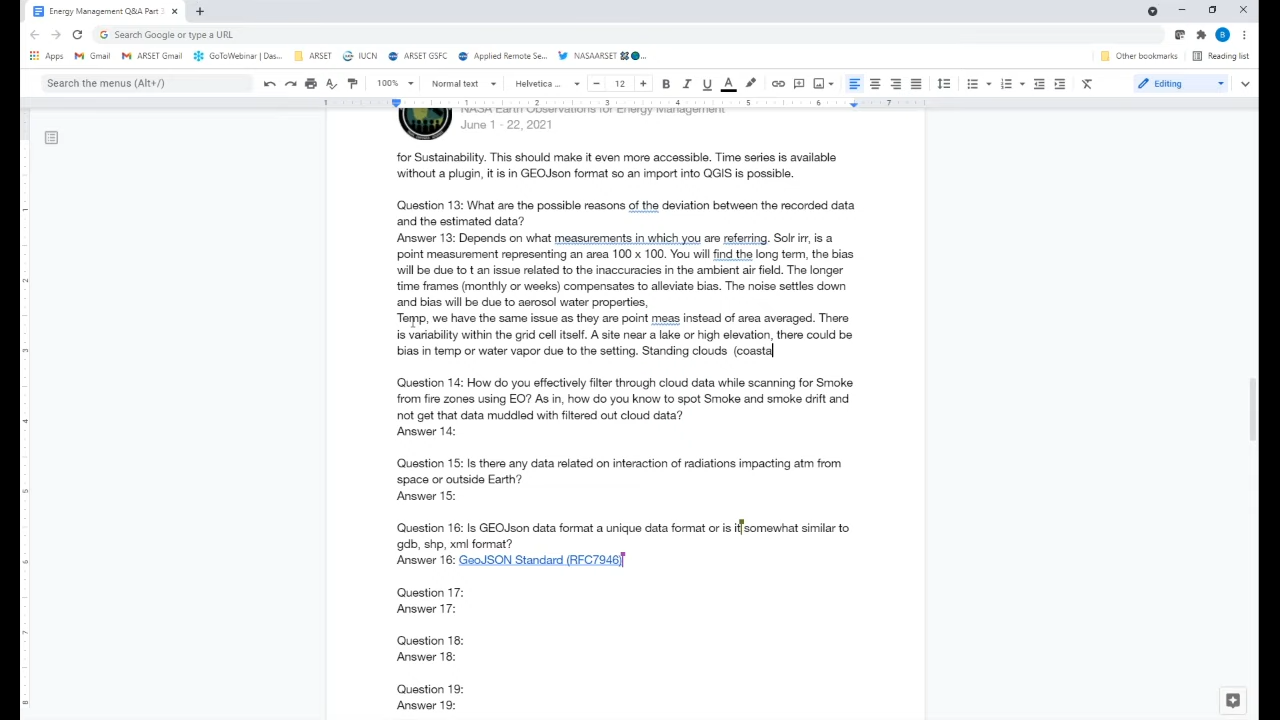 Energy Management Q&A Part 3
Search Google or type a URL
B
Apps
Gmail
ARSET Gmail
GoToWebinar | Das...
ARSET
IUCN
ARSET GSFC
Applied Remote Se...
NASAARSET
Other bookmarks
Reading list
Search the menus (Alt+/)
100%
Normal text
Helvetica ...
12
B I U A
Editing
1 1 2 3 4 5 6 7
NASA Earth Observations for Energy Management
June 1 - 22, 2021
for Sustainability. This should make it even more accessible. Time series is available
without a plugin, it is in GEOJson format so an import into QGIS is possible.
Question 13: What are the possible reasons of the deviation between the recorded data
and the estimated data?
Answer 13: Depends on what measurements in which you are referring. Solr irr, is a
point measurement representing an area 100 x 100. You will find the long term, the bias
will be due to t an issue related to the inaccuracies in the ambient air field. The longer
time frames (monthly or weeks) compensates to alleviate bias. The noise settles down
and bias will be due to aerosol water properties,
Temp, we have the same issue as they are point meas instead of area averaged. There
is variability within the grid cell itself. A site near a lake or high elevation, there could be
bias in temp or water vapor due to the setting. Standing clouds  (coasta
Question 14: How do you effectively filter through cloud data while scanning for Smoke
from fire zones using EO? As in, how do you know to spot Smoke and smoke drift and
not get that data muddled with filtered out cloud data?
Answer 14:
Question 15: Is there any data related on interaction of radiations impacting atm from
space or outside Earth?
Answer 15:
Question 16: Is GEOJson data format a unique data format or is it somewhat similar to
gdb, shp, xml format?
Answer 16: GeoJSON Standard (RFC7946)
Question 17:
Answer 17:
Question 18:
Answer 18:
Question 19:
Answer 19: